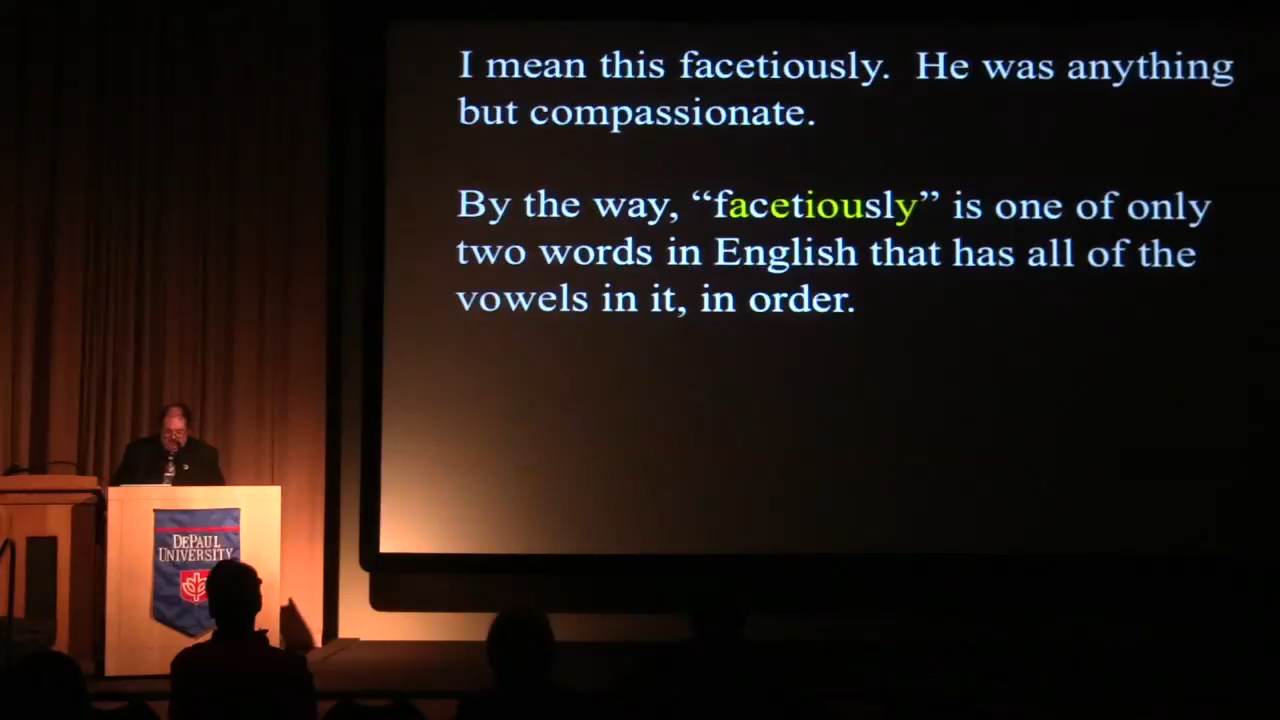 I mean this facetiously. He was anything
but compassionate.
By the way, “facetiously” is one of only
two words in English that has all of the
vowels in it, in order.
DEPAUL
UNIVERSITY